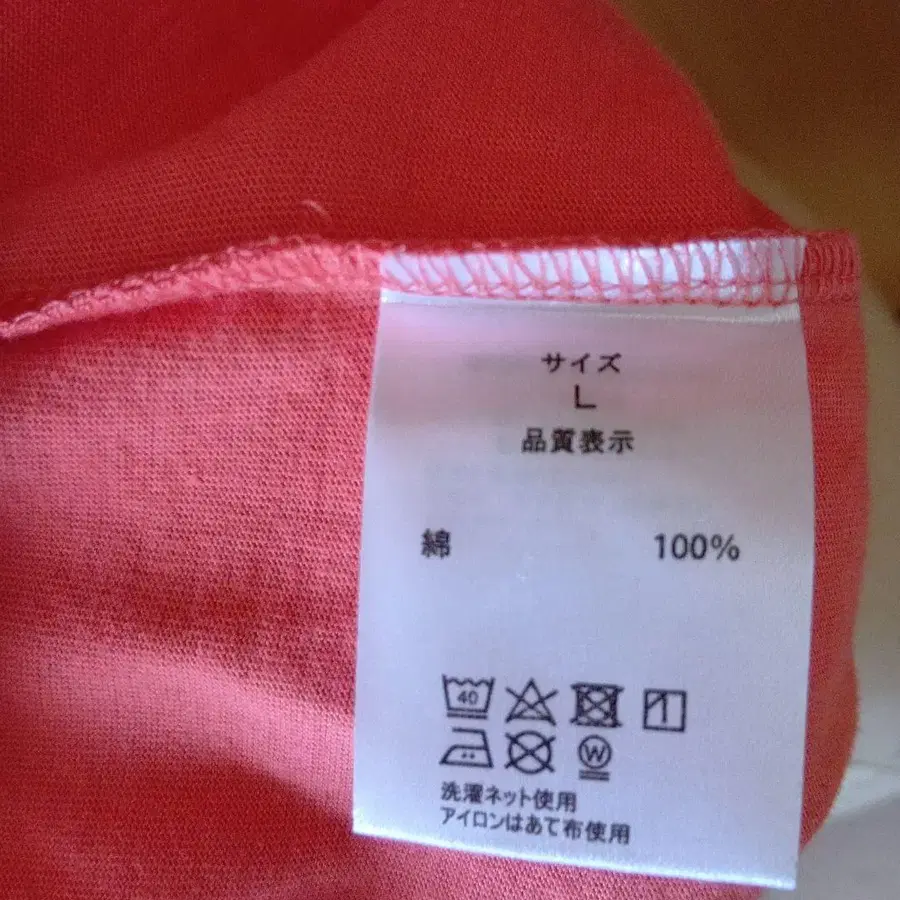 サイズ
L
品質表示
綿 100%
40
W
洗濯ネット使用
アイロンはあて布使用